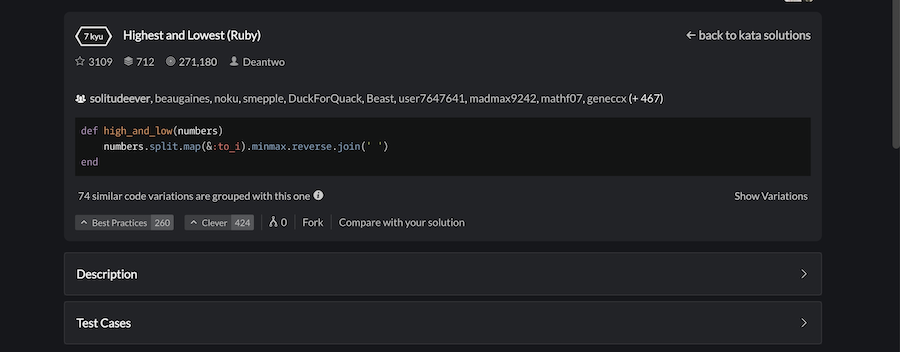 7 kyu Highest and Lowest (Ruby) ← back to kata solutions
3109 712 271,180 Deantwo
solitudeever, beaugaines, noku, smepple, DuckForQuack, Beast, user7647641, madmax9242, mathf07, geneccx (+ 467)
def high_and_low(numbers)
    numbers.split.map(&:to_i).minmax.reverse.join(' ')
end
74 similar code variations are grouped with this one Show Variations
Best Practices 260 Clever 424 0 Fork Compare with your solution
Description
Test Cases